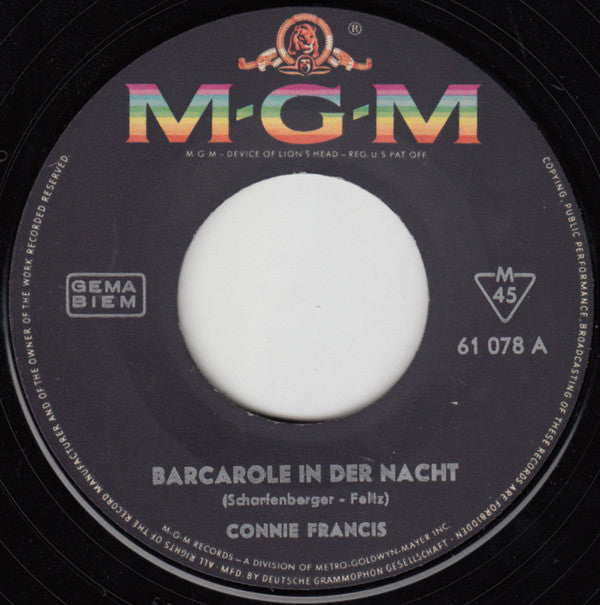 ®
M-G-M
M G M – DEVICE OF LION'S HEAD – REG. U.S. PAT OFF.
GEMA
BIEM
M
45
61 078 A
BARCAROLE IN DER NACHT
(Scharfenberger - Feltz)
CONNIE FRANCIS
M-G-M RECORDS – A DIVISION OF METRO-GOLDWYN-MAYER INC.
MFD BY DEUTSCHE GRAMMOPHON GESELLSCHAFT -
ALL RIGHTS OF THE RECORD MANUFACTURER AND OF THE OWNER OF THE WORK RECORDED RESERVED
COPYING, PUBLIC PERFORMANCE, BROADCASTING OF THESE RECORDS ARE FORBIDDEN